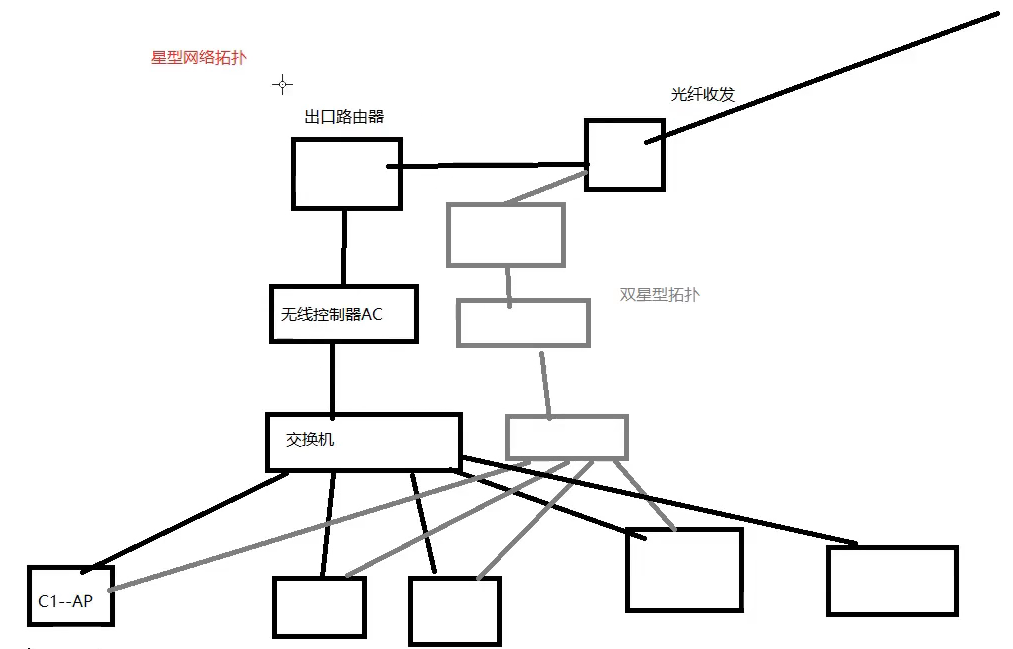 星型网络拓扑
光纤收发
出口路由器
双星型拓扑
无线控制器AC
交换机
C1--AP